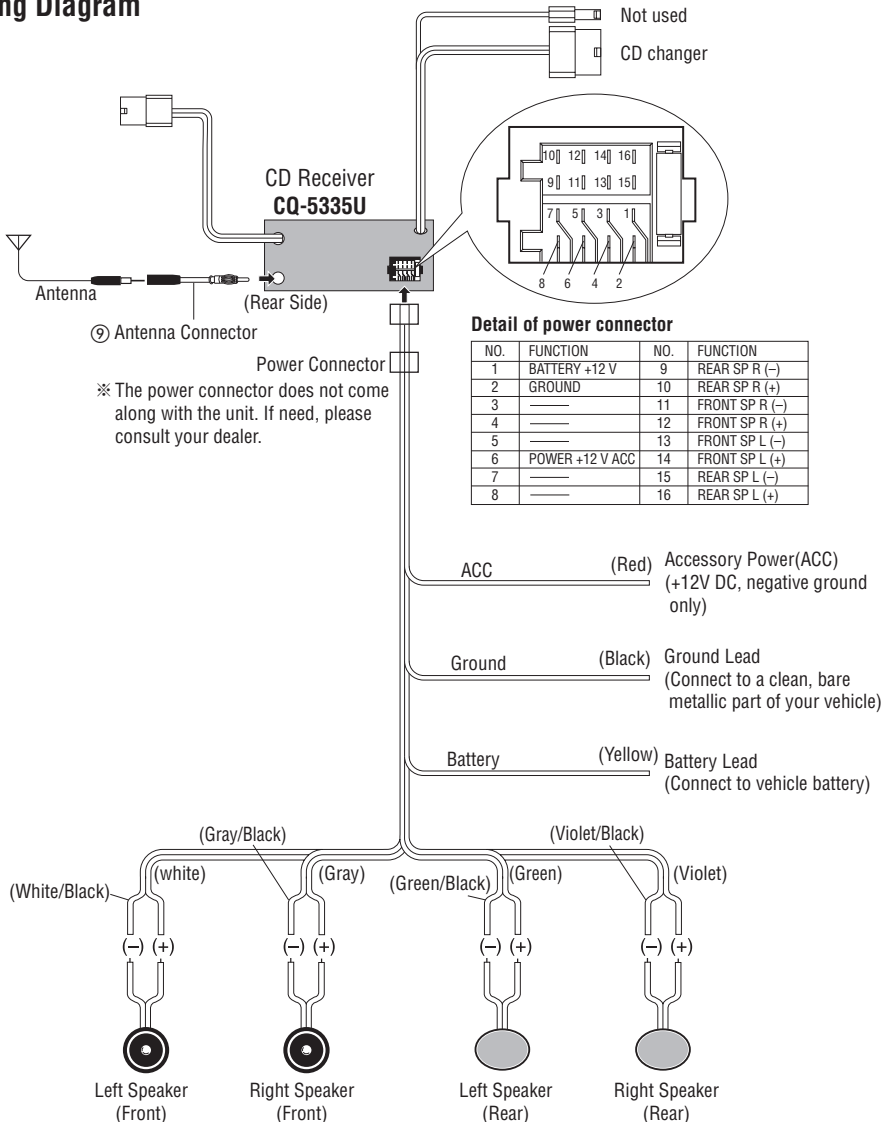 ng Diagram
Not used
CD changer
CD Receiver
CQ-5335U
10 12 14 16
9 11 13 15
7 5 3 1
8 6 4 2
Antenna
(Rear Side)
⑨ Antenna Connector
Power Connector
※ The power connector does not come
along with the unit. If need, please
consult your dealer.
Detail of power connector
NO. FUNCTION NO. FUNCTION
1 BATTERY +12 V 9 REAR SP R (–)
2 GROUND 10 REAR SP R (+)
3 —— 11 FRONT SP R (–)
4 —— 12 FRONT SP R (+)
5 —— 13 FRONT SP L (–)
6 POWER +12 V ACC 14 FRONT SP L (+)
7 —— 15 REAR SP L (–)
8 —— 16 REAR SP L (+)
ACC (Red) Accessory Power(ACC)
(+12V DC, negative ground
only)
Ground (Black) Ground Lead
(Connect to a clean, bare
metallic part of your vehicle)
Battery (Yellow) Battery Lead
(Connect to vehicle battery)
(Gray/Black) (Violet/Black)
(White/Black) (white) (Gray) (Green/Black) (Green) (Violet)
(–) (+) (–) (+) (–) (+) (–) (+)
Left Speaker Right Speaker Left Speaker Right Speaker
(Front) (Front) (Rear) (Rear)